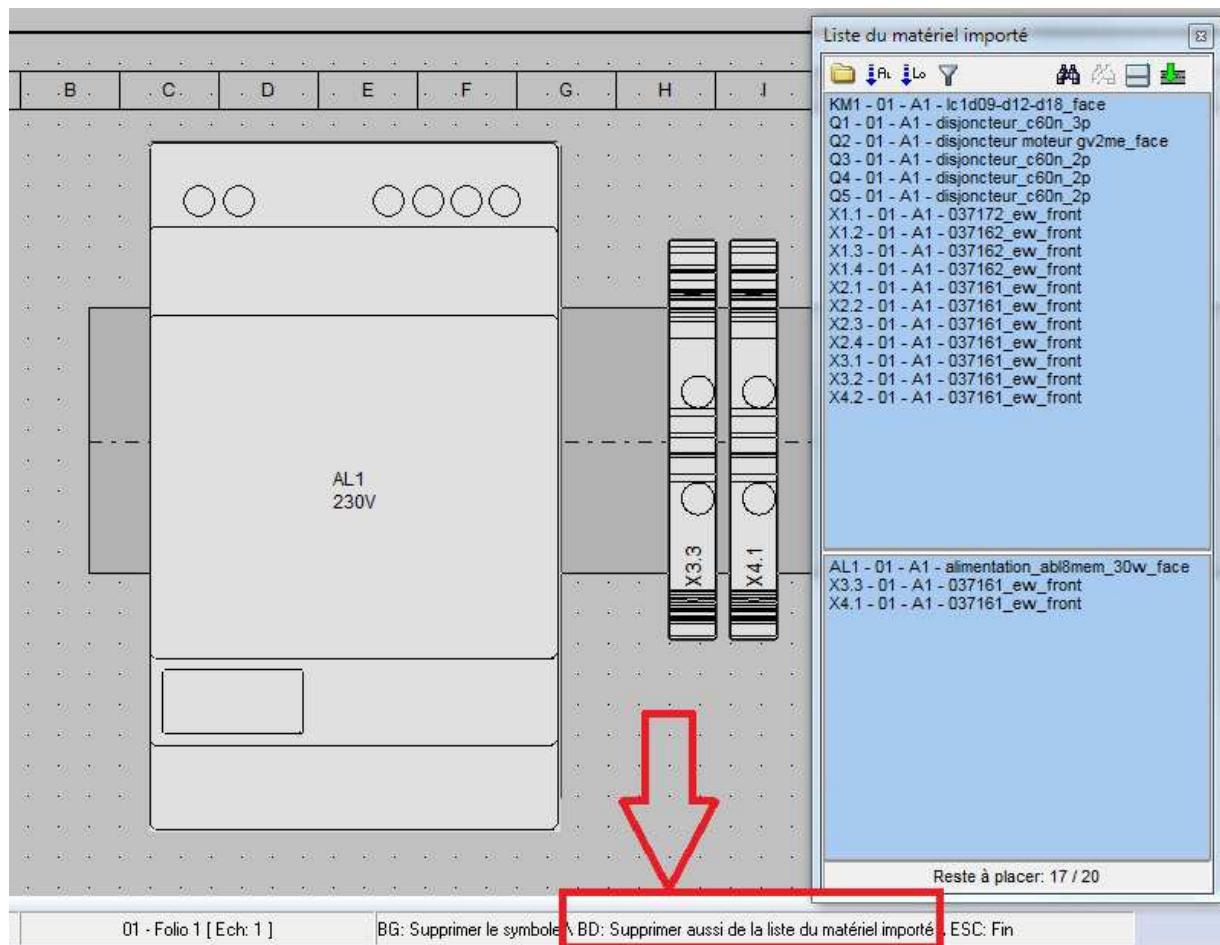 Liste du matériel importé
B C D E F G H I
KM1 - 01 - A1 - lc1d09-d12-d18_face
Q1 - 01 - A1 - disjoncteur_c60n_3p
Q2 - 01 - A1 - disjoncteur moteur gv2me_face
Q3 - 01 - A1 - disjoncteur_c60n_2p
Q4 - 01 - A1 - disjoncteur_c60n_2p
Q5 - 01 - A1 - disjoncteur_c60n_2p
X1.1 - 01 - A1 - 037172_ew_front
X1.2 - 01 - A1 - 037162_ew_front
X1.3 - 01 - A1 - 037162_ew_front
X1.4 - 01 - A1 - 037162_ew_front
X2.1 - 01 - A1 - 037161_ew_front
X2.2 - 01 - A1 - 037161_ew_front
X2.3 - 01 - A1 - 037161_ew_front
X2.4 - 01 - A1 - 037161_ew_front
X3.1 - 01 - A1 - 037161_ew_front
X3.2 - 01 - A1 - 037161_ew_front
X4.2 - 01 - A1 - 037161_ew_front
AL1
230V
X3.3
X4.1
AL1 - 01 - A1 - alimentation_abl8mem_30w_face
X3.3 - 01 - A1 - 037161_ew_front
X4.1 - 01 - A1 - 037161_ew_front
Reste à placer: 17 / 20
01 - Folio 1 [ Ech: 1 ]
BG: Supprimer le symbole \ BD: Supprimer aussi de la liste du matériel importé \ ESC: Fin